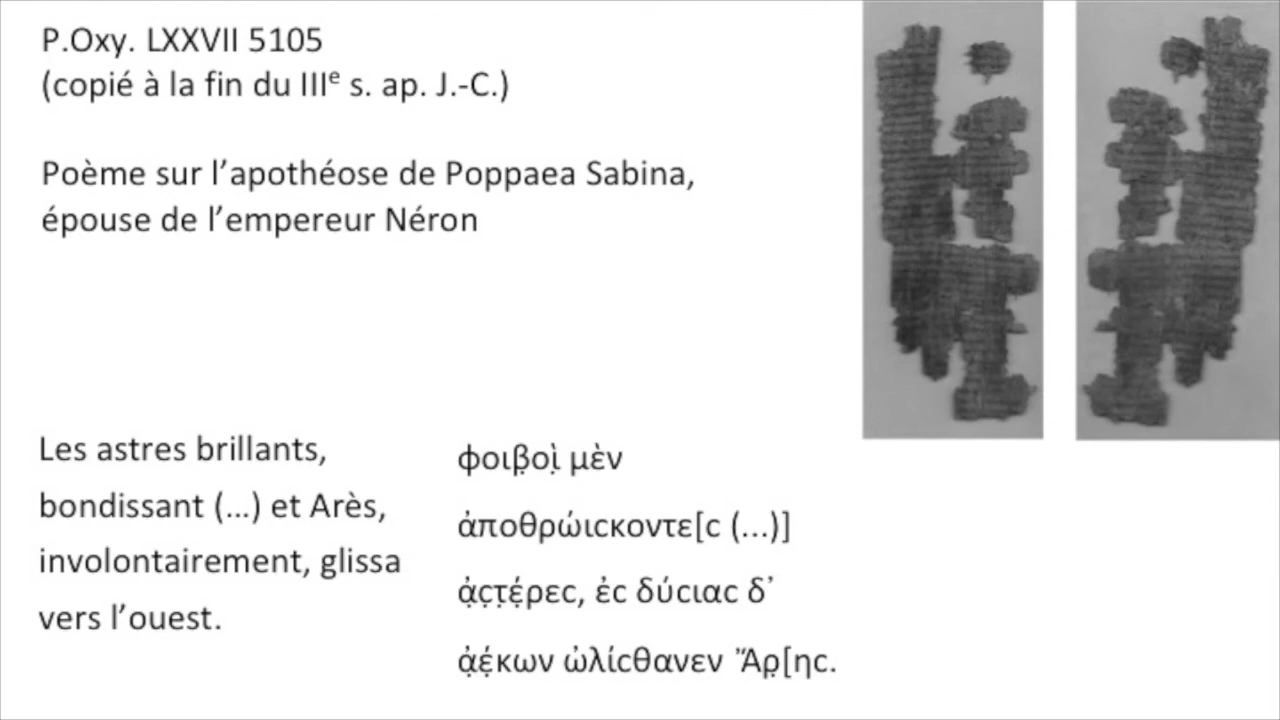 P.Oxy. LXXVII 5105
(copié à la fin du IIIᵉ s. ap. J.-C.)
Poème sur l’apothéose de Poppaea Sabina,
épouse de l’empereur Néron
Les astres brillants,
bondissant (…) et Arès,
involontairement, glissa
vers l’ouest.
φοιβ̣οὶ̣ μὲν
ἀποθρώιϲκοντε[ϲ (...)]
ἀ̣ϲ̣τ̣έ̣ρεϲ, ἐϲ δύϲιαϲ δ᾽
ἀ̣έ̣κων ὠλίϲθανεν Ἄρ̣[ηϲ.